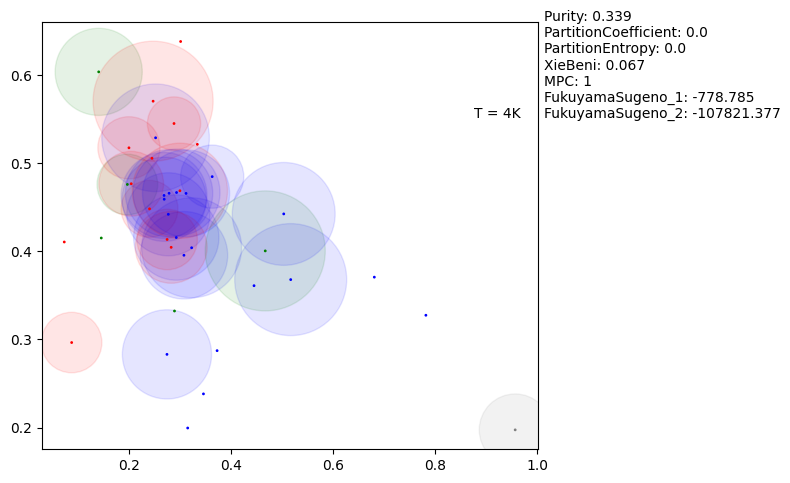 Purity: 0.339
PartitionCoefficient: 0.0
PartitionEntropy: 0.0
XieBeni: 0.067
MPC: 1
FukuyamaSugeno_1: -778.785
FukuyamaSugeno_2: -107821.377
T = 4K
0.6
0.5
0.4
0.3
0.2
0.2
0.4
0.6
0.8
1.0